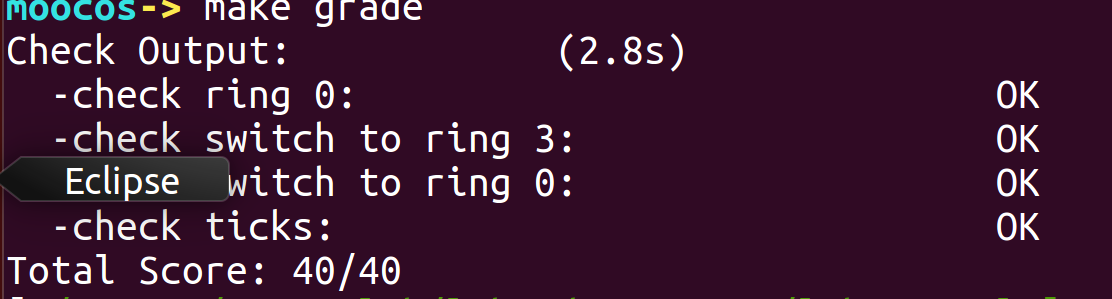 moocos-> make grade
Check Output: (2.8s)
-check ring 0: OK
-check switch to ring 3: OK
Eclipse witch to ring 0: OK
-check ticks: OK
Total Score: 40/40